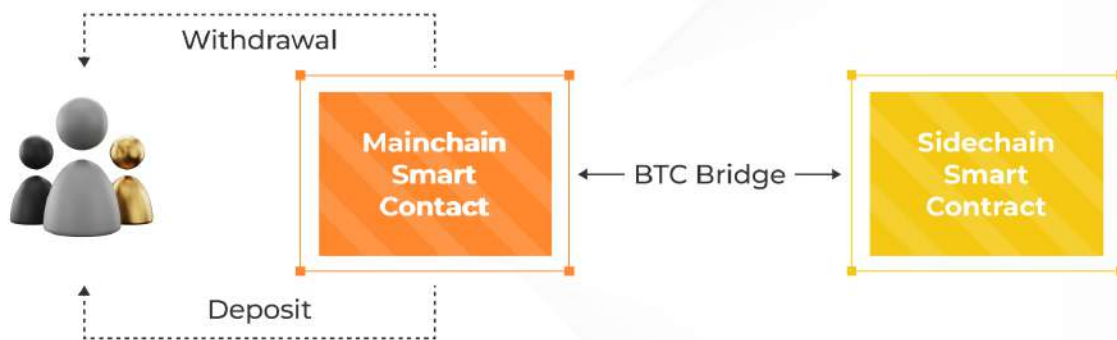 Withdrawal
Mainchain
Smart
Contact
BTC Bridge
Sidechain
Smart
Contract
Deposit